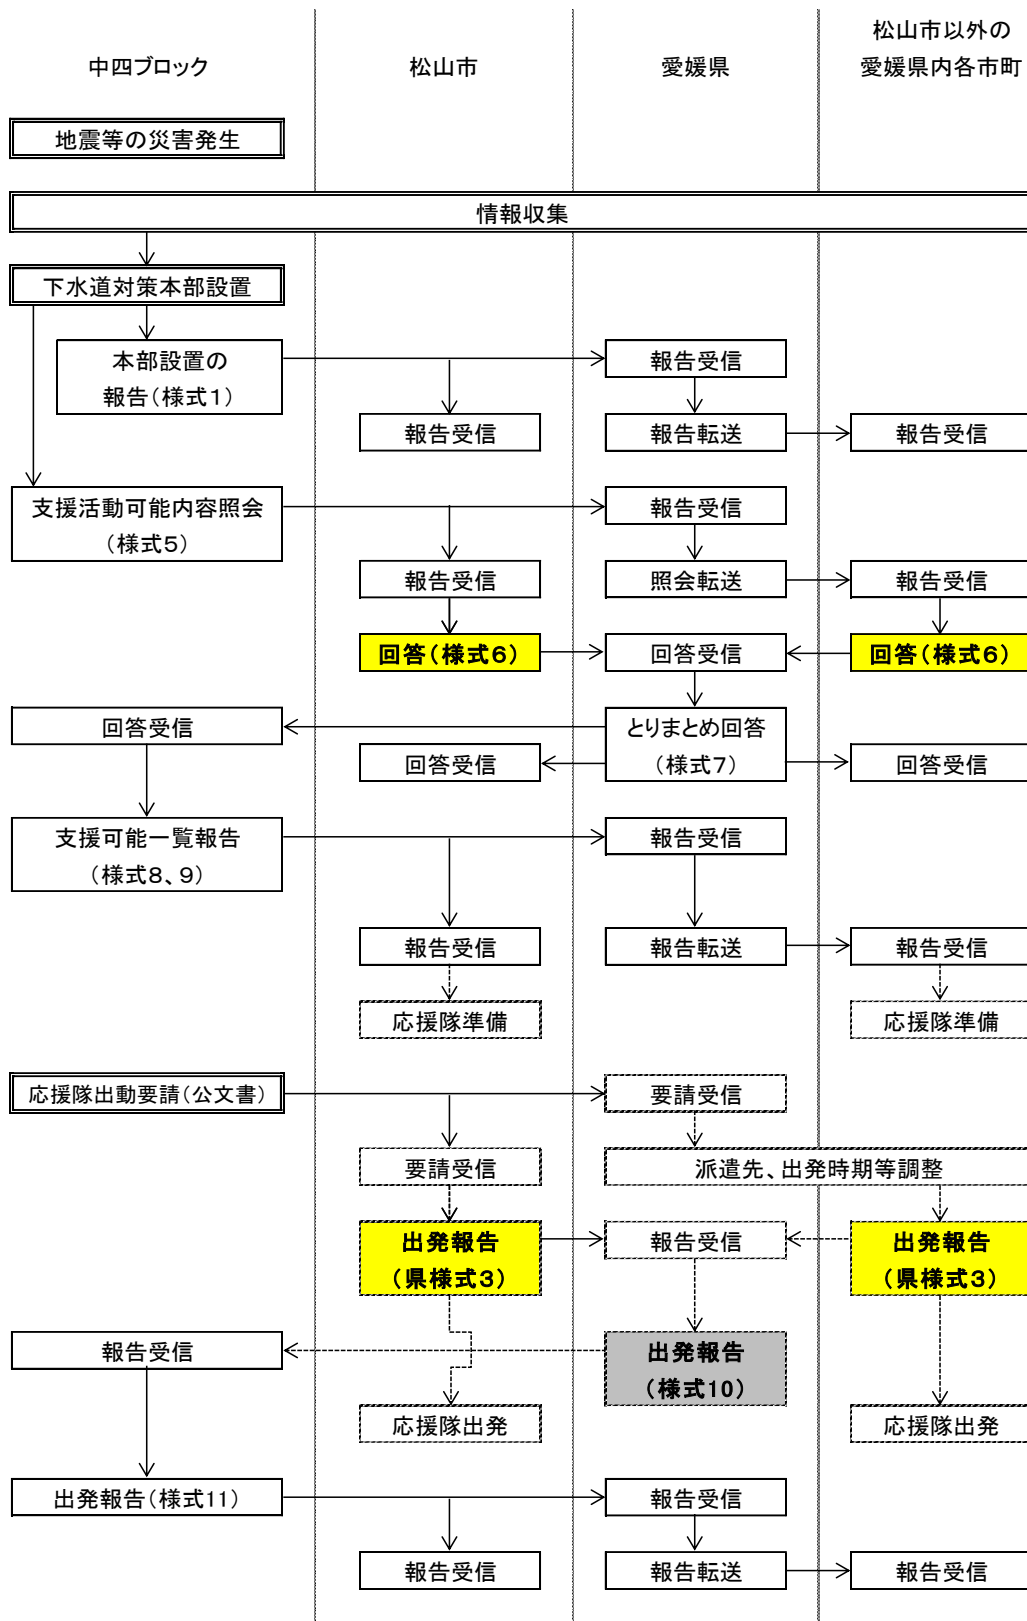 中四ブロック
松山市
愛媛県
松山市以外の
愛媛県内各市町
地震等の災害発生
情報収集
下水道対策本部設置
本部設置の
報告(様式1)
報告受信
報告受信
報告転送
報告受信
支援活動可能内容照会
(様式5)
報告受信
報告受信
照会転送
報告受信
回答(様式6)
回答受信
回答(様式6)
回答受信
とりまとめ回答
(様式7)
回答受信
回答受信
支援可能一覧報告
(様式8、9)
報告受信
報告受信
報告転送
報告受信
応援隊準備
応援隊準備
応援隊出動要請(公文書)
要請受信
要請受信
派遣先、出発時期等調整
出発報告
(県様式3)
報告受信
出発報告
(県様式3)
報告受信
出発報告
(様式10)
応援隊出発
応援隊出発
出発報告(様式11)
報告受信
報告受信
報告転送
報告受信